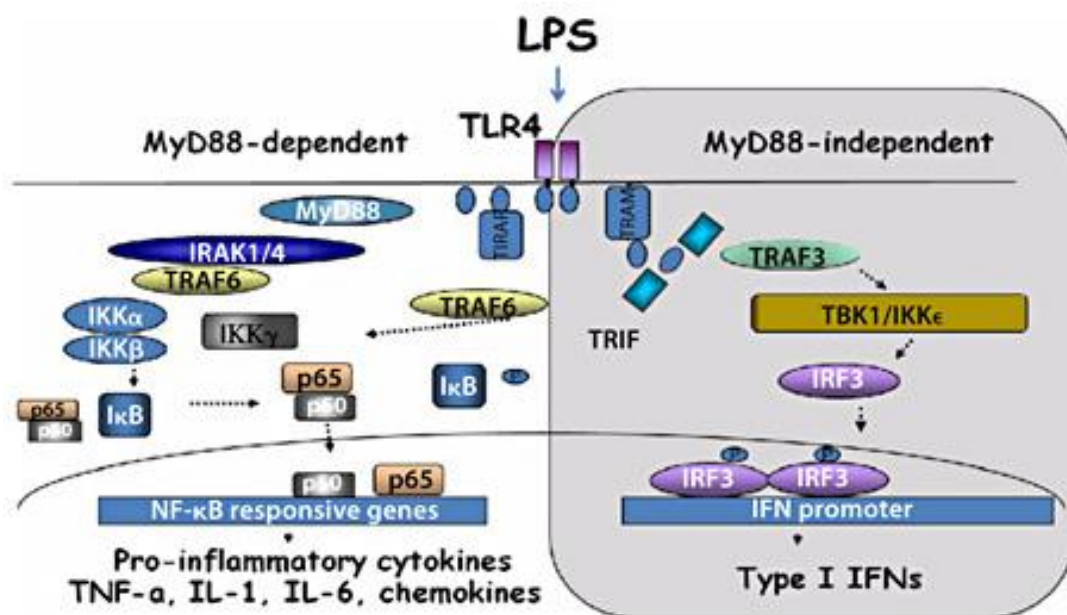 LPS
TLR4
MyD88-dependent
MyD88-independent
MyD88
TIRAP
TRAM
IRAK1/4
TRAF6
TRAF3
IKKα
IKKβ
IKKγ
TRAF6
TRIF
TBK1/IKKε
IRF3
p65
p50
IκB
p65
p50
IκB
P
P
P
IRF3
IRF3
p50
p65
NF-κB responsive genes
IFN promoter
Pro-inflammatory cytokines
TNF-a, IL-1, IL-6, chemokines
Type I IFNs